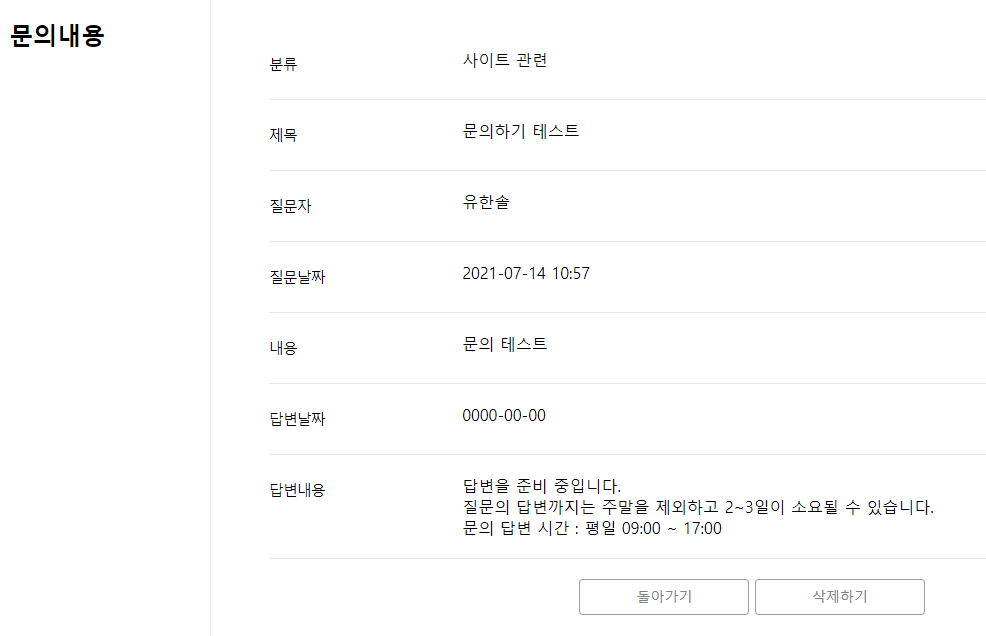 문의내용
분류
사이트 관련
제목
문의하기 테스트
질문자
유한솔
질문날짜
2021-07-14 10:57
내용
문의 테스트
답변날짜
0000-00-00
답변내용
답변을 준비 중입니다.
질문의 답변까지는 주말을 제외하고 2~3일이 소요될 수 있습니다.
문의 답변 시간 : 평일 09:00 ~ 17:00
돌아가기
삭제하기